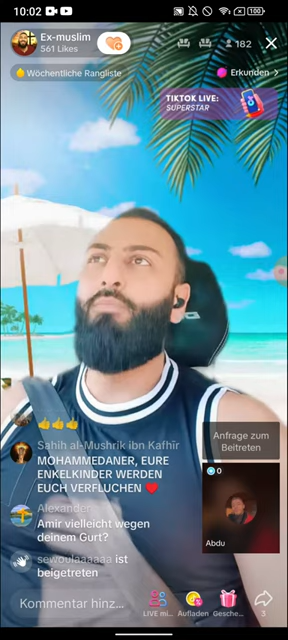 10:02
100
Ex-muslim
561 Likes
182
Wöchentliche Rangliste
Erkunden >
TIKTOK LIVE:
SUPERSTAR
👍👍👍
Sahih al-Mushrik ibn Kafhīr
MOHAMMEDANER, EURE
ENKELKINDER WERDEN
EUCH VERFLUCHEN ❤️
Anfrage zum
Beitreten
0
Alexander
Amir vielleicht wegen
deinem Gurt?
Abdu
sewoulaaaaaa ist
beigetreten
Kommentar hinz...
LIVE mi...
Aufladen
Gesche...
3